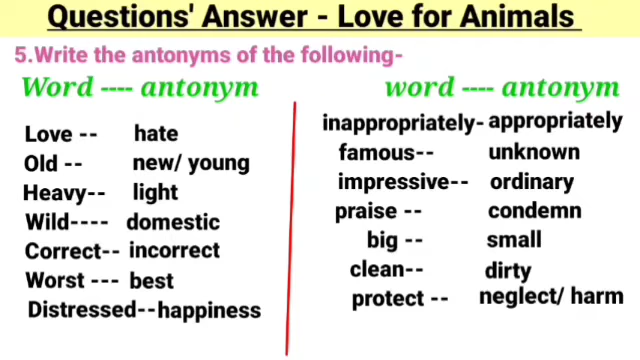 Questions' Answer - Love for Animals
5.Write the antonyms of the following-
Word ---- antonym
Love -- hate
Old -- new/ young
Heavy-- light
Wild---- domestic
Correct-- incorrect
Worst --- best
Distressed--happiness
word ---- antonym
inappropriately- appropriately
famous-- unknown
impressive-- ordinary
praise -- condemn
big -- small
clean-- dirty
protect -- neglect/ harm